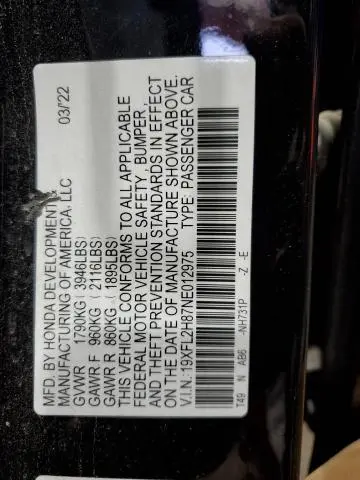 MFD. BY HONDA DEVELOPMENT 03/22
MANUFACTURING OF AMERICA, LLC
GVWR 1790KG (3946LBS)
GAWR F 960KG (2116LBS)
GAWR R 860KG (1895LBS)
THIS VEHICLE CONFORMS TO ALL APPLICABLE
FEDERAL MOTOR VEHICLE SAFETY, BUMPER,
AND THEFT PREVENTION STANDARDS IN EFFECT
ON THE DATE OF MANUFACTURE SHOWN ABOVE.
V.I.N: 19XFL2H87NE012975 TYPE: PASSENGER CAR
T49 N AB6 -NH731P -Z -E